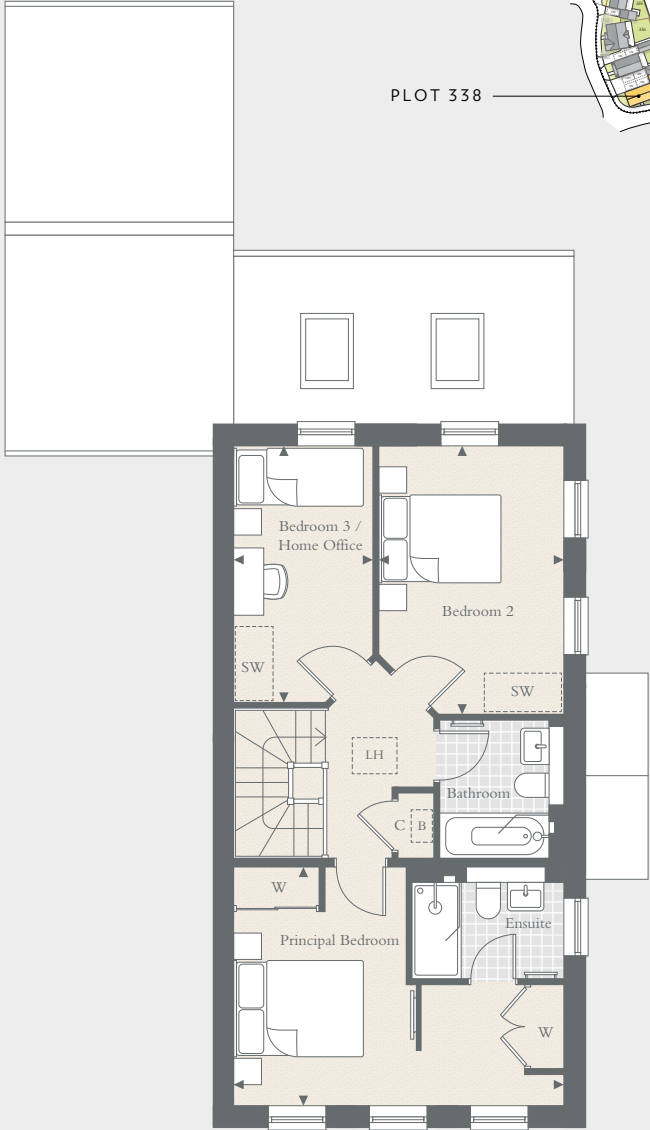 PLOT 338
Bedroom 3 /
Home Office
Bedroom 2
SW
SW
LH
Bathroom
C
B
W
Principal Bedroom
Ensuite
W